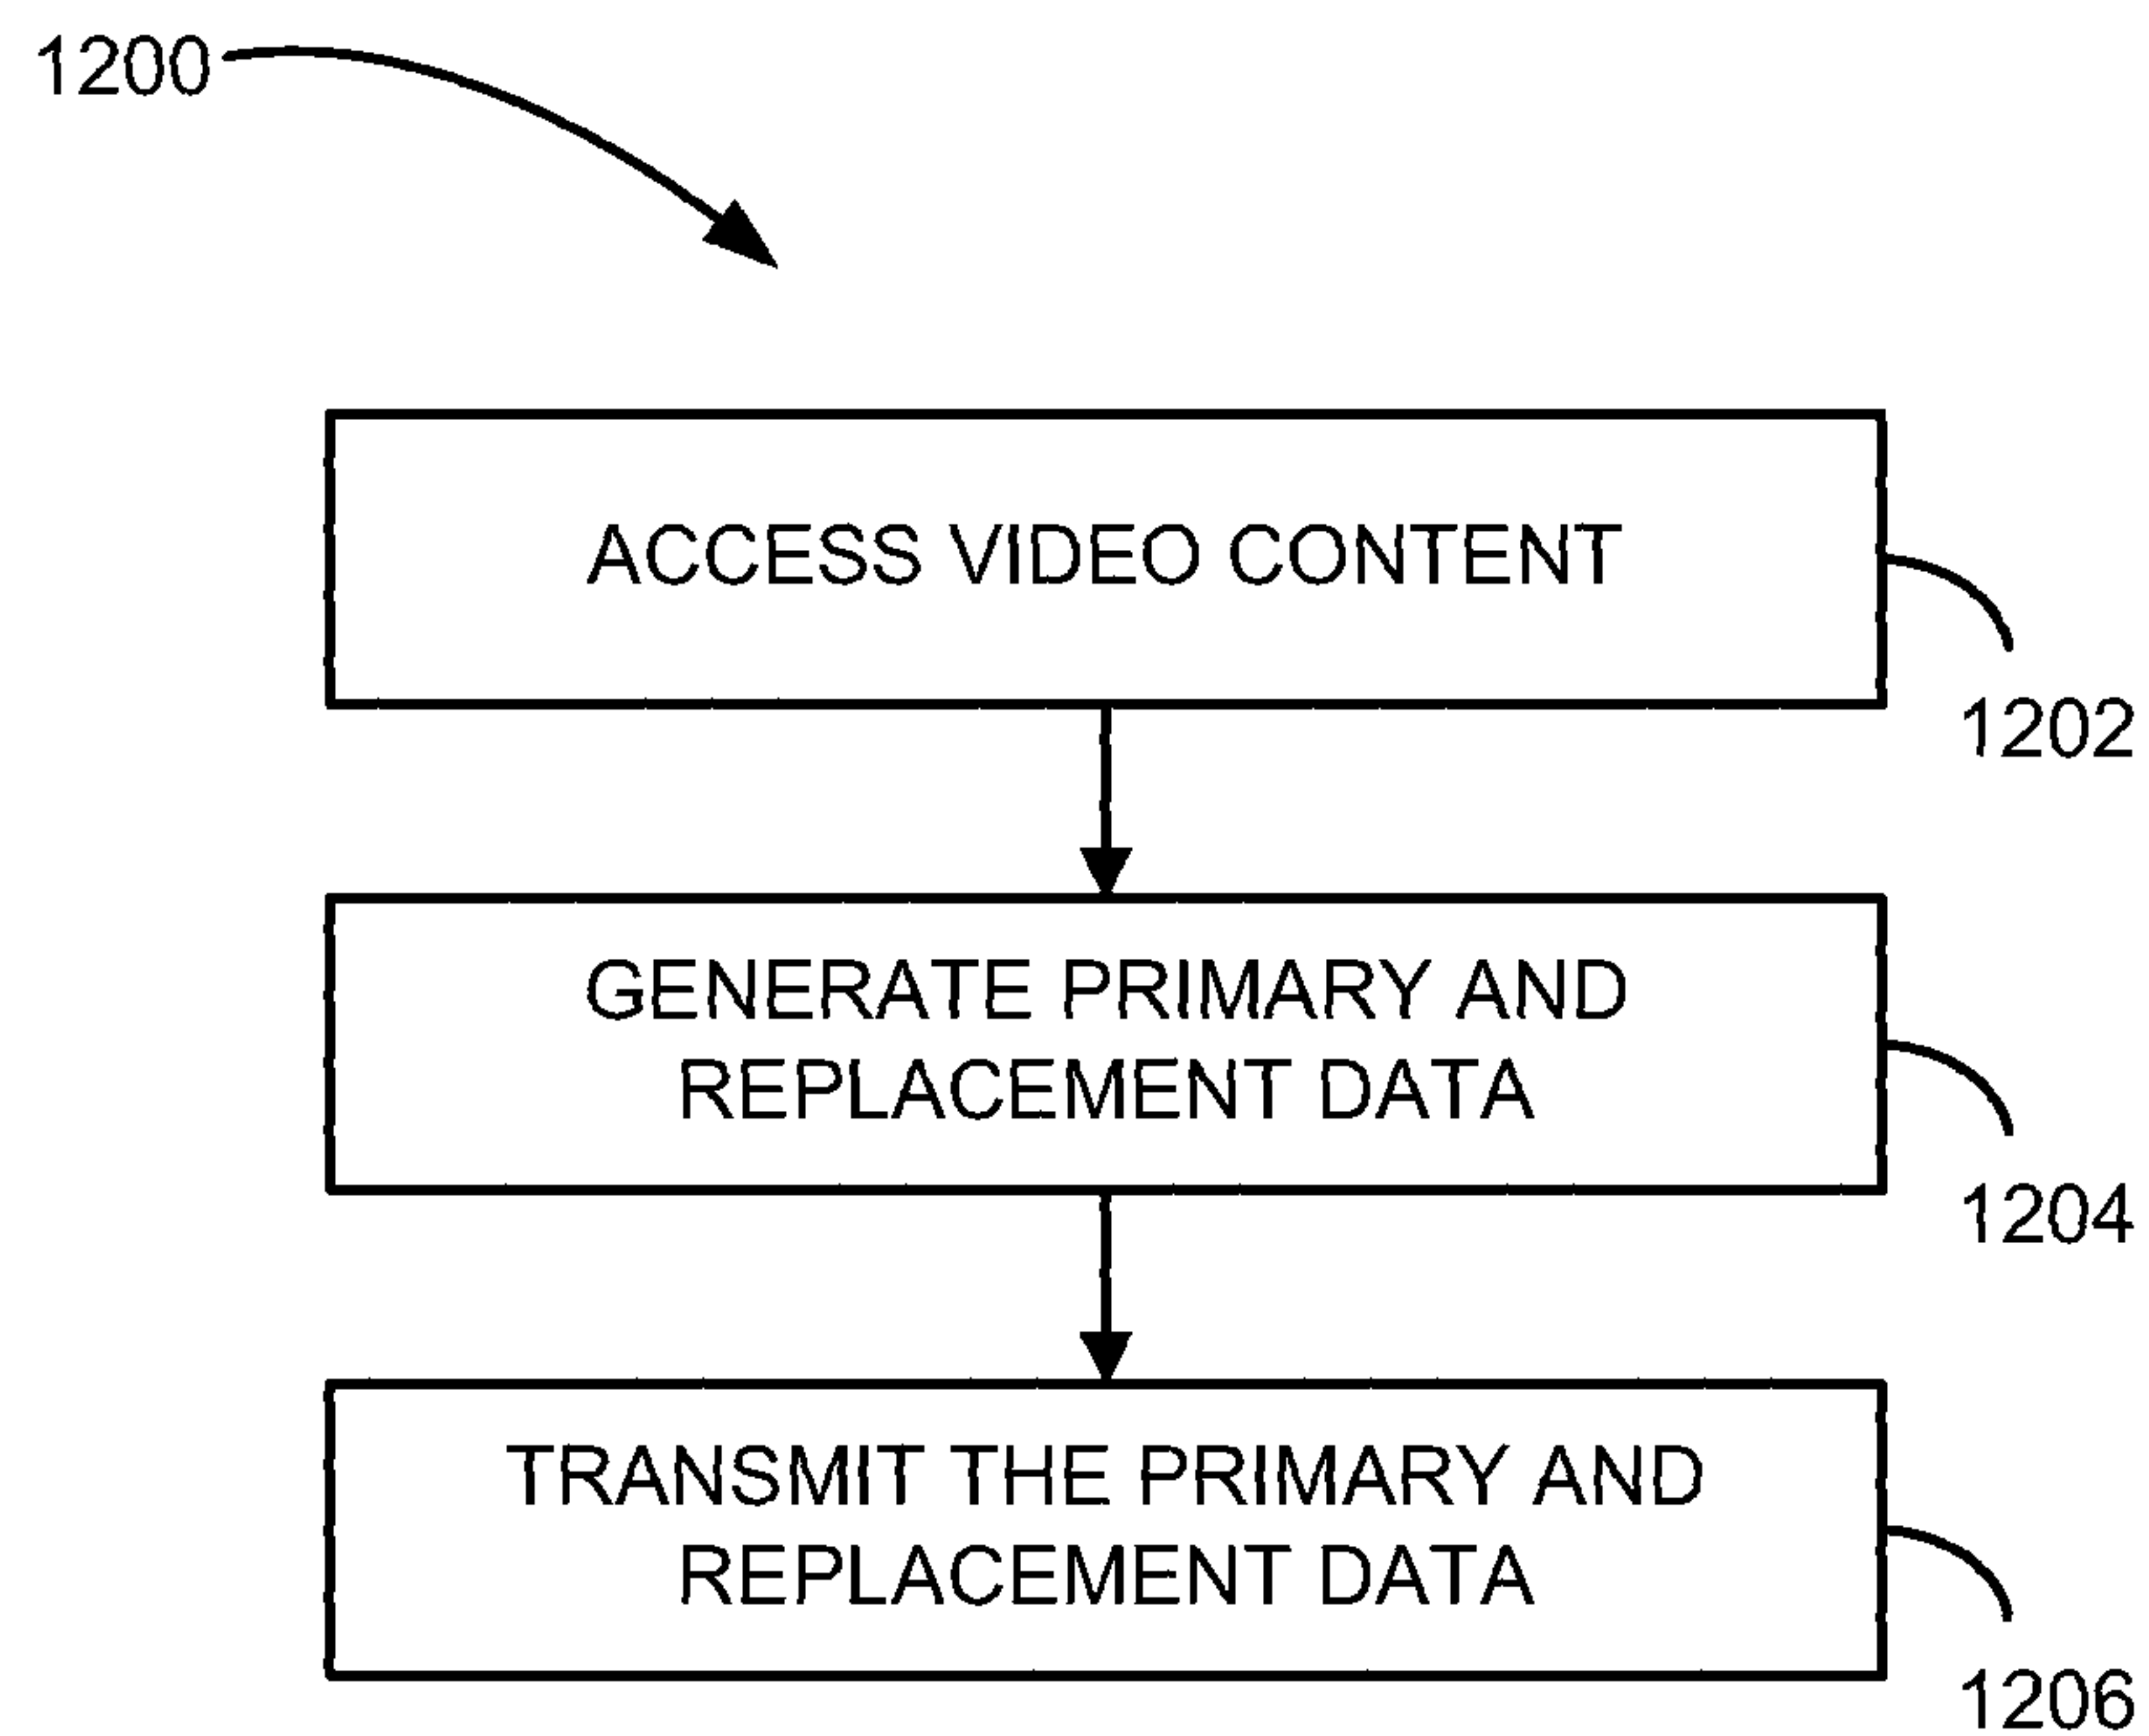 1200
ACCESS VIDEO CONTENT
1202
GENERATE PRIMARY AND
REPLACEMENT DATA
1204
TRANSMIT THE PRIMARY AND
REPLACEMENT DATA
1206